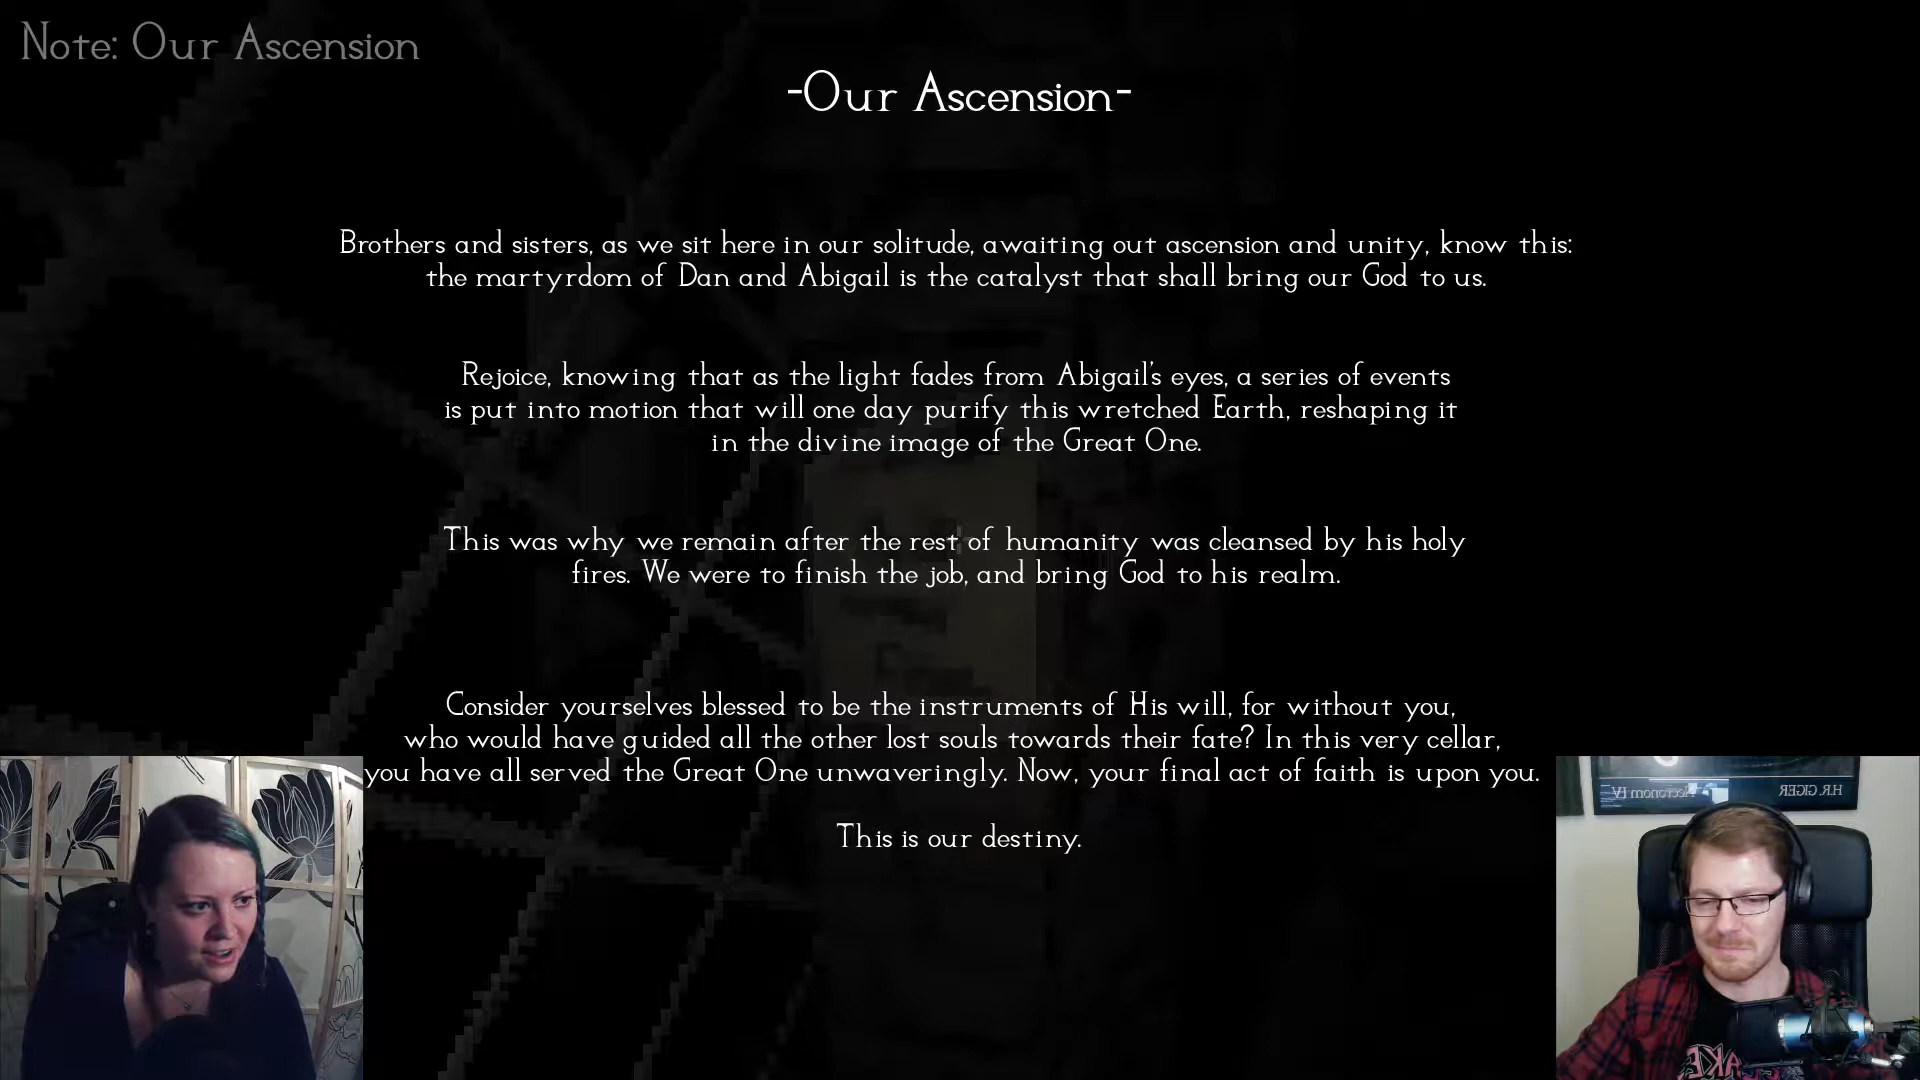 Note: Our Ascension
-Our Ascension-
Brothers and sisters, as we sit here in our solitude, awaiting out ascension and unity, know this:
the martyrdom of Dan and Abigail is the catalyst that shall bring our God to us.
Rejoice, knowing that as the light fades from Abigail's eyes, a series of events
is put into motion that will one day purify this wretched Earth, reshaping it
in the divine image of the Great One.
This was why we remain after the rest of humanity was cleansed by his holy
fires. We were to finish the job, and bring God to his realm.
Consider yourselves blessed to be the instruments of His will, for without you,
who would have guided all the other lost souls towards their fate? In this very cellar,
you have all served the Great One unwaveringly. Now, your final act of faith is upon you.
This is our destiny.
Necronom IV
H.R. GIGER